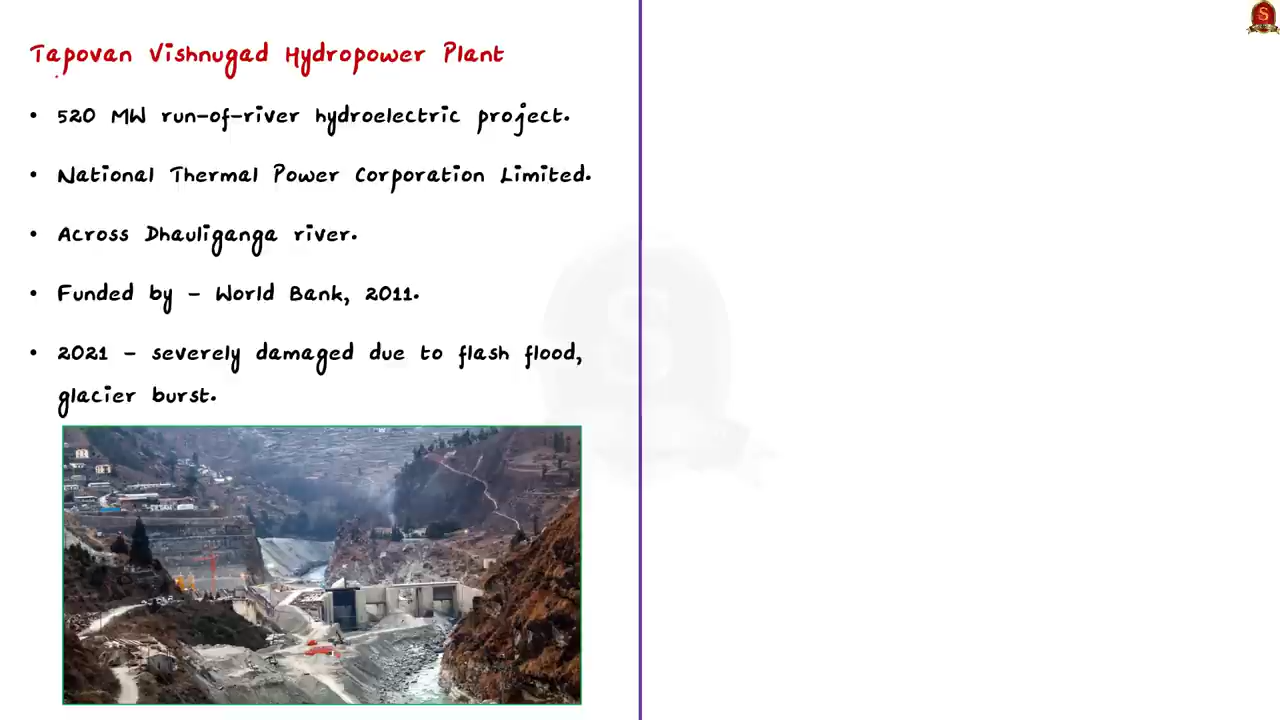 Tapovan Vishnugad Hydropower Plant
• 520 MW run-of-river hydroelectric project.
• National Thermal Power Corporation Limited.
• Across Dhauliganga river.
• Funded by - World Bank, 2011.
• 2021 - severely damaged due to flash flood,
glacier burst.
S
S